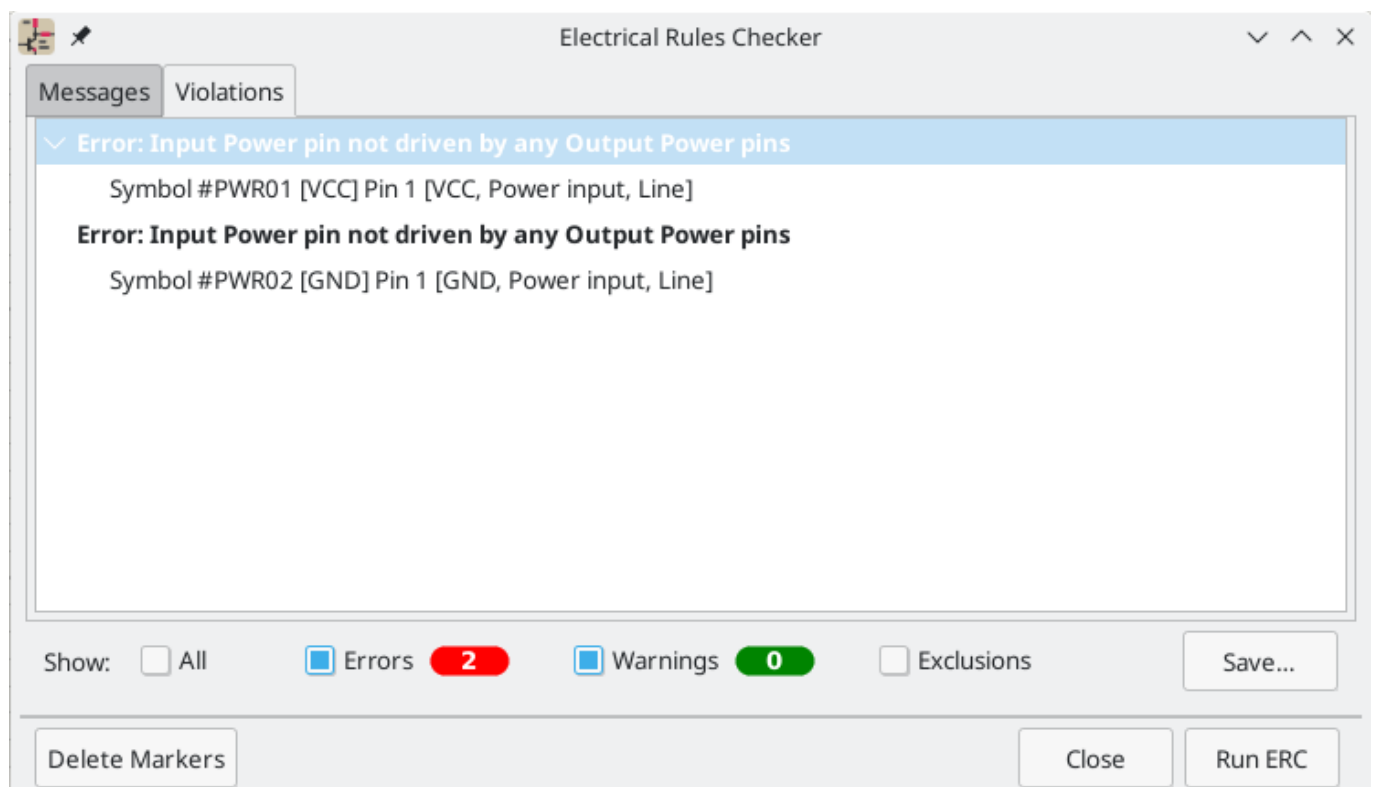 Electrical Rules Checker
Messages Violations
Error: Input Power pin not driven by any Output Power pins
Symbol #PWR01 [VCC] Pin 1 [VCC, Power input, Line]
Error: Input Power pin not driven by any Output Power pins
Symbol #PWR02 [GND] Pin 1 [GND, Power input, Line]
Show: All Errors 2 Warnings 0 Exclusions Save...
Delete Markers Close Run ERC